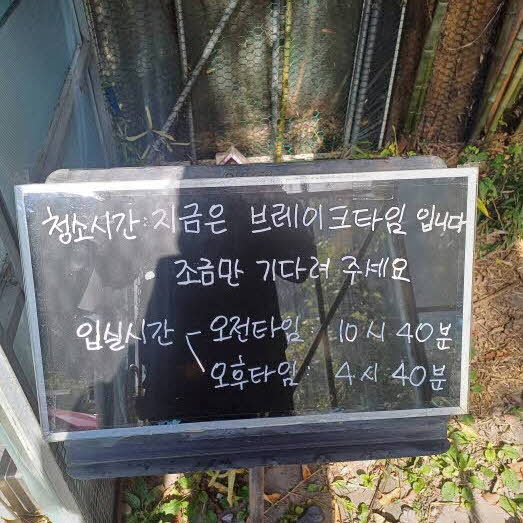 청소시간: 지금은 브레이크타임 입니다
조금만 기다려 주세요
입실시간 - 오전타임: 10시 40분
오후타임: 4시 40분